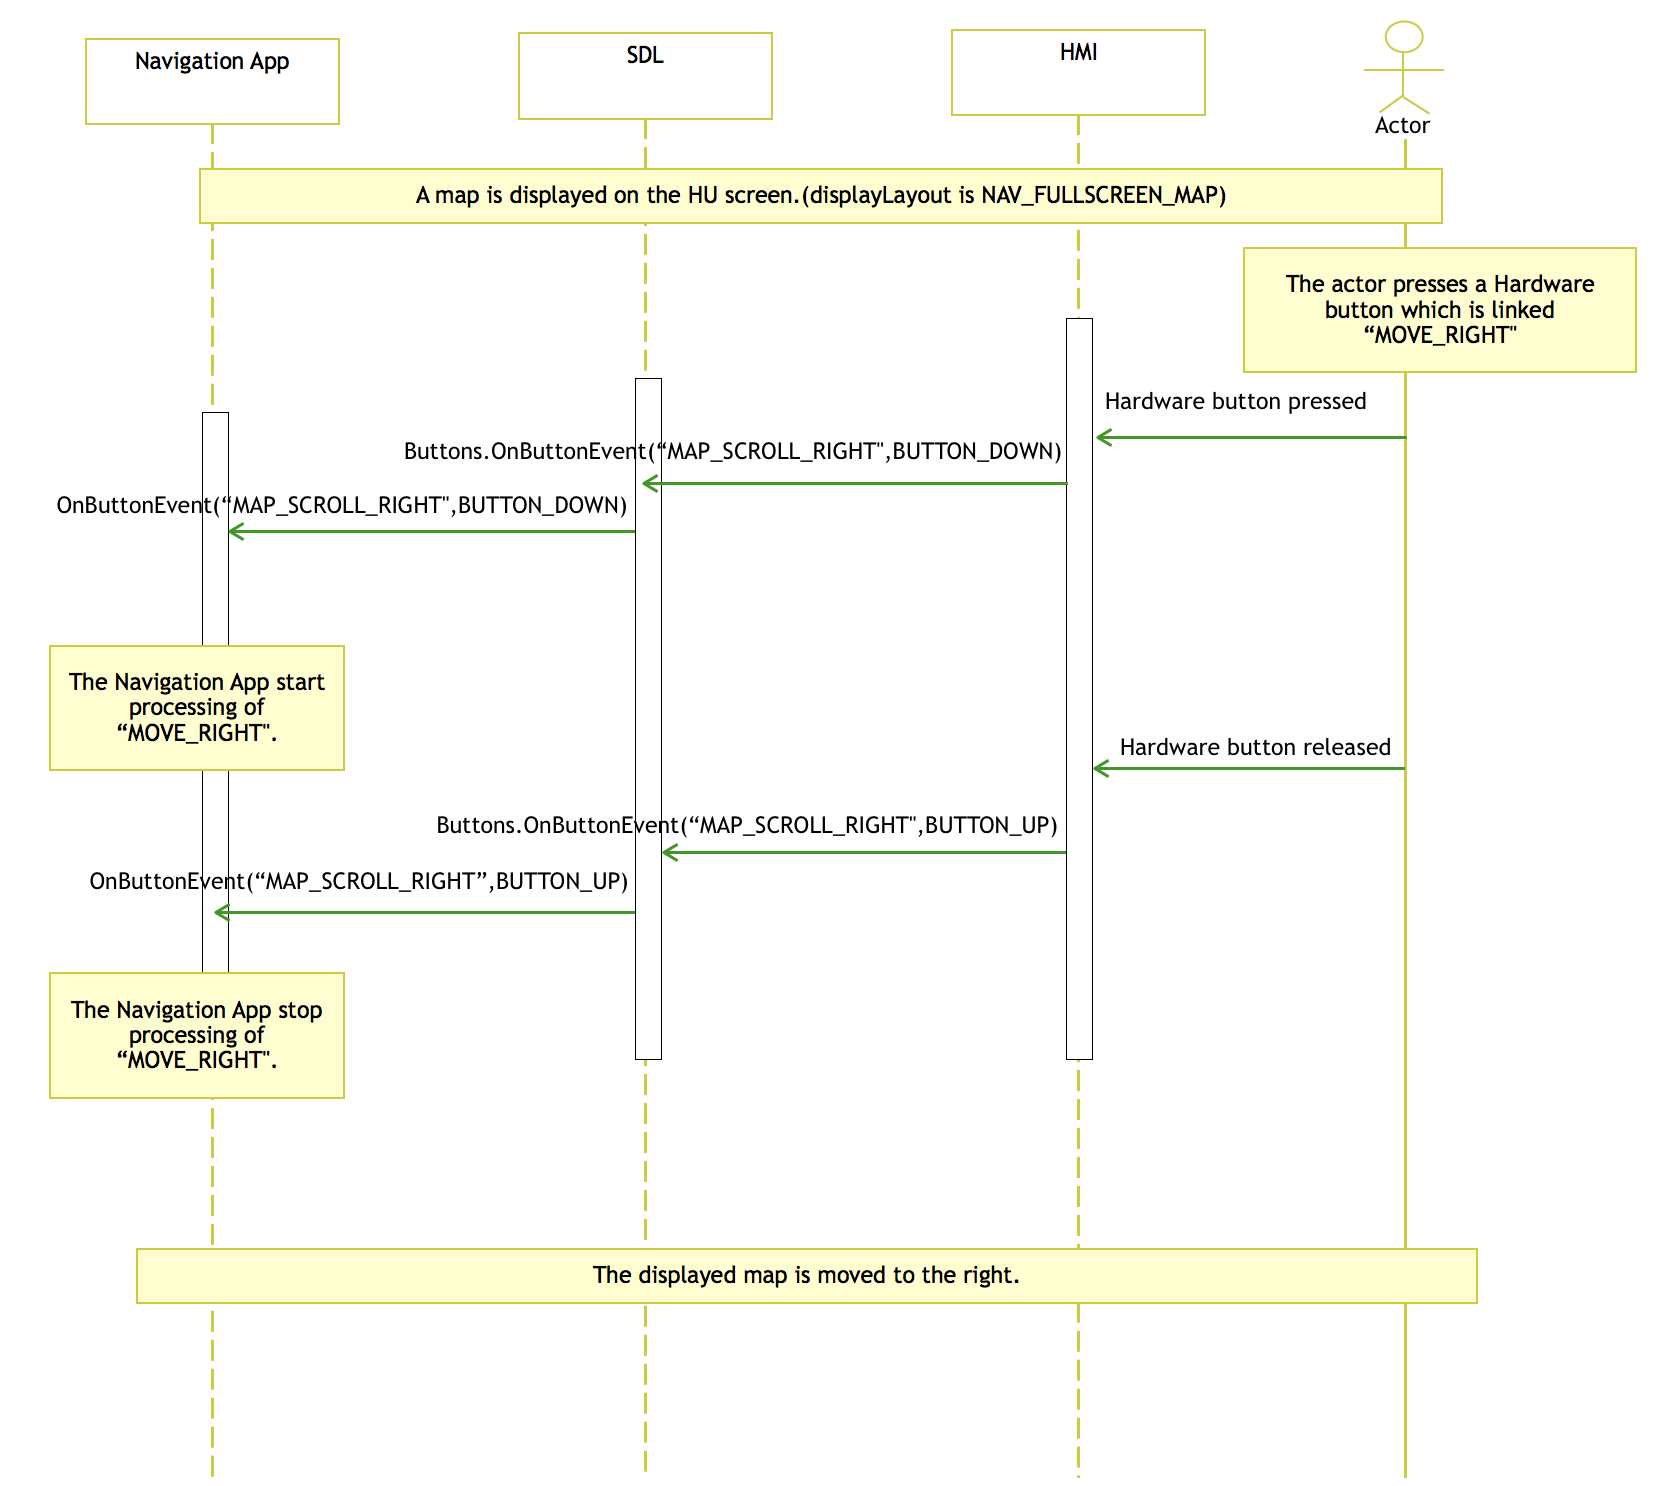 Navigation App
SDL
HMI
Actor
A map is displayed on the HU screen.(displayLayout is NAV_FULLSCREEN_MAP)
The actor presses a Hardware
button which is linked
“MOVE_RIGHT"
Hardware button pressed
Buttons.OnButtonEvent(“MAP_SCROLL_RIGHT",BUTTON_DOWN)
OnButtonEvent(“MAP_SCROLL_RIGHT",BUTTON_DOWN)
The Navigation App start
processing of
“MOVE_RIGHT".
Hardware button released
Buttons.OnButtonEvent(“MAP_SCROLL_RIGHT",BUTTON_UP)
OnButtonEvent(“MAP_SCROLL_RIGHT”,BUTTON_UP)
The Navigation App stop
processing of
“MOVE_RIGHT".
The displayed map is moved to the right.